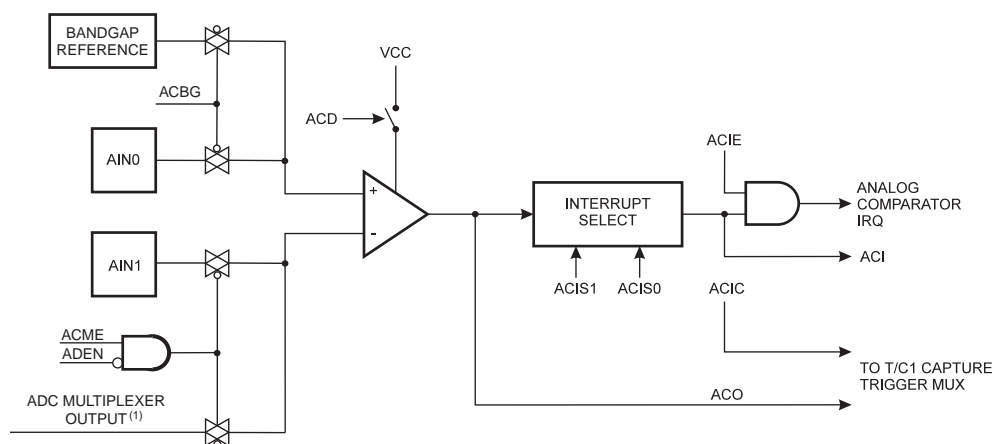 BANDGAP
REFERENCE
ACBG
AIN0
AIN1
ACME
ADEN
ADC MULTIPLEXER
OUTPUT (1)
VCC
ACD
+
-
INTERRUPT
SELECT
ACIS1
ACIS0
ACIE
ANALOG
COMPARATOR
IRQ
ACI
ACIC
TO T/C1 CAPTURE
TRIGGER MUX
ACO